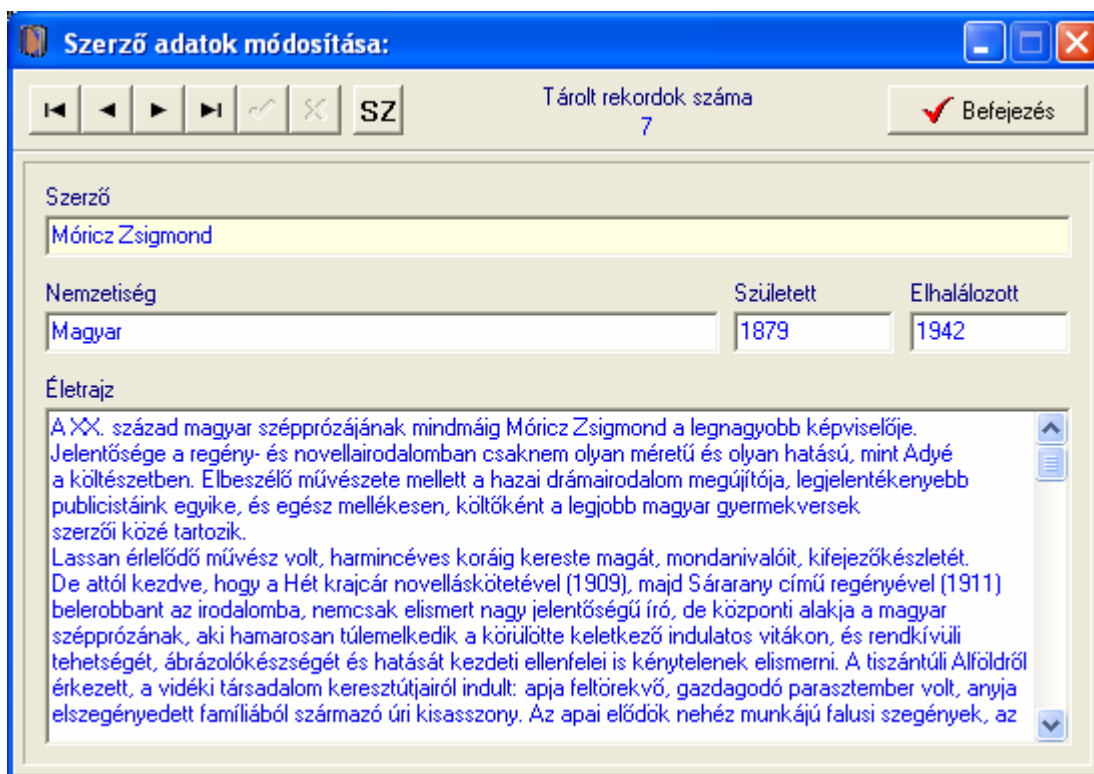 Szerző adatok módosítása:
SZ
Tárolt rekordok száma
7
Befejezés
Szerző
Móricz Zsigmond
Nemzetiség
Született
Elhalálozott
Magyar
1879
1942
Életrajz
A XX. század magyar szépprózájának mindmáig Móricz Zsigmond a legnagyobb képviselője.
Jelentősége a regény- és novellairodalomban csaknem olyan méretű és olyan hatású, mint Adyé
a költészetben. Elbeszélő művészete mellett a hazai drámairodalom megújítója, legjelentékenyebb
publicistáink egyike, és egész mellékesen, költőként a legjobb magyar gyermekversek
szerzői közé tartozik.
Lassan érlelődő művész volt, harmincéves koráig kereste magát, mondanivalóit, kifejezőkészletét.
De attól kezdve, hogy a Hét krajcár novelláskötetével (1909), majd Sárarany című regényével (1911)
belerobbant az irodalomba, nemcsak elismert nagy jelentőségű író, de központi alakja a magyar
szépprózának, aki hamarosan túlemelkedik a körülötte keletkező indulatos vitákon, és rendkívüli
tehetségét, ábrázolókészségét és hatását kezdeti ellenfelei is kénytelenek elismerni. A tiszántúli Alföldről
érkezett, a vidéki társadalom keresztútjairól indult: apja feltörekvő, gazdagodó parasztember volt, anyja
elszegényedett famíliából származó úri kisasszony. Az apai elődök nehéz munkájú falusi szegények, az